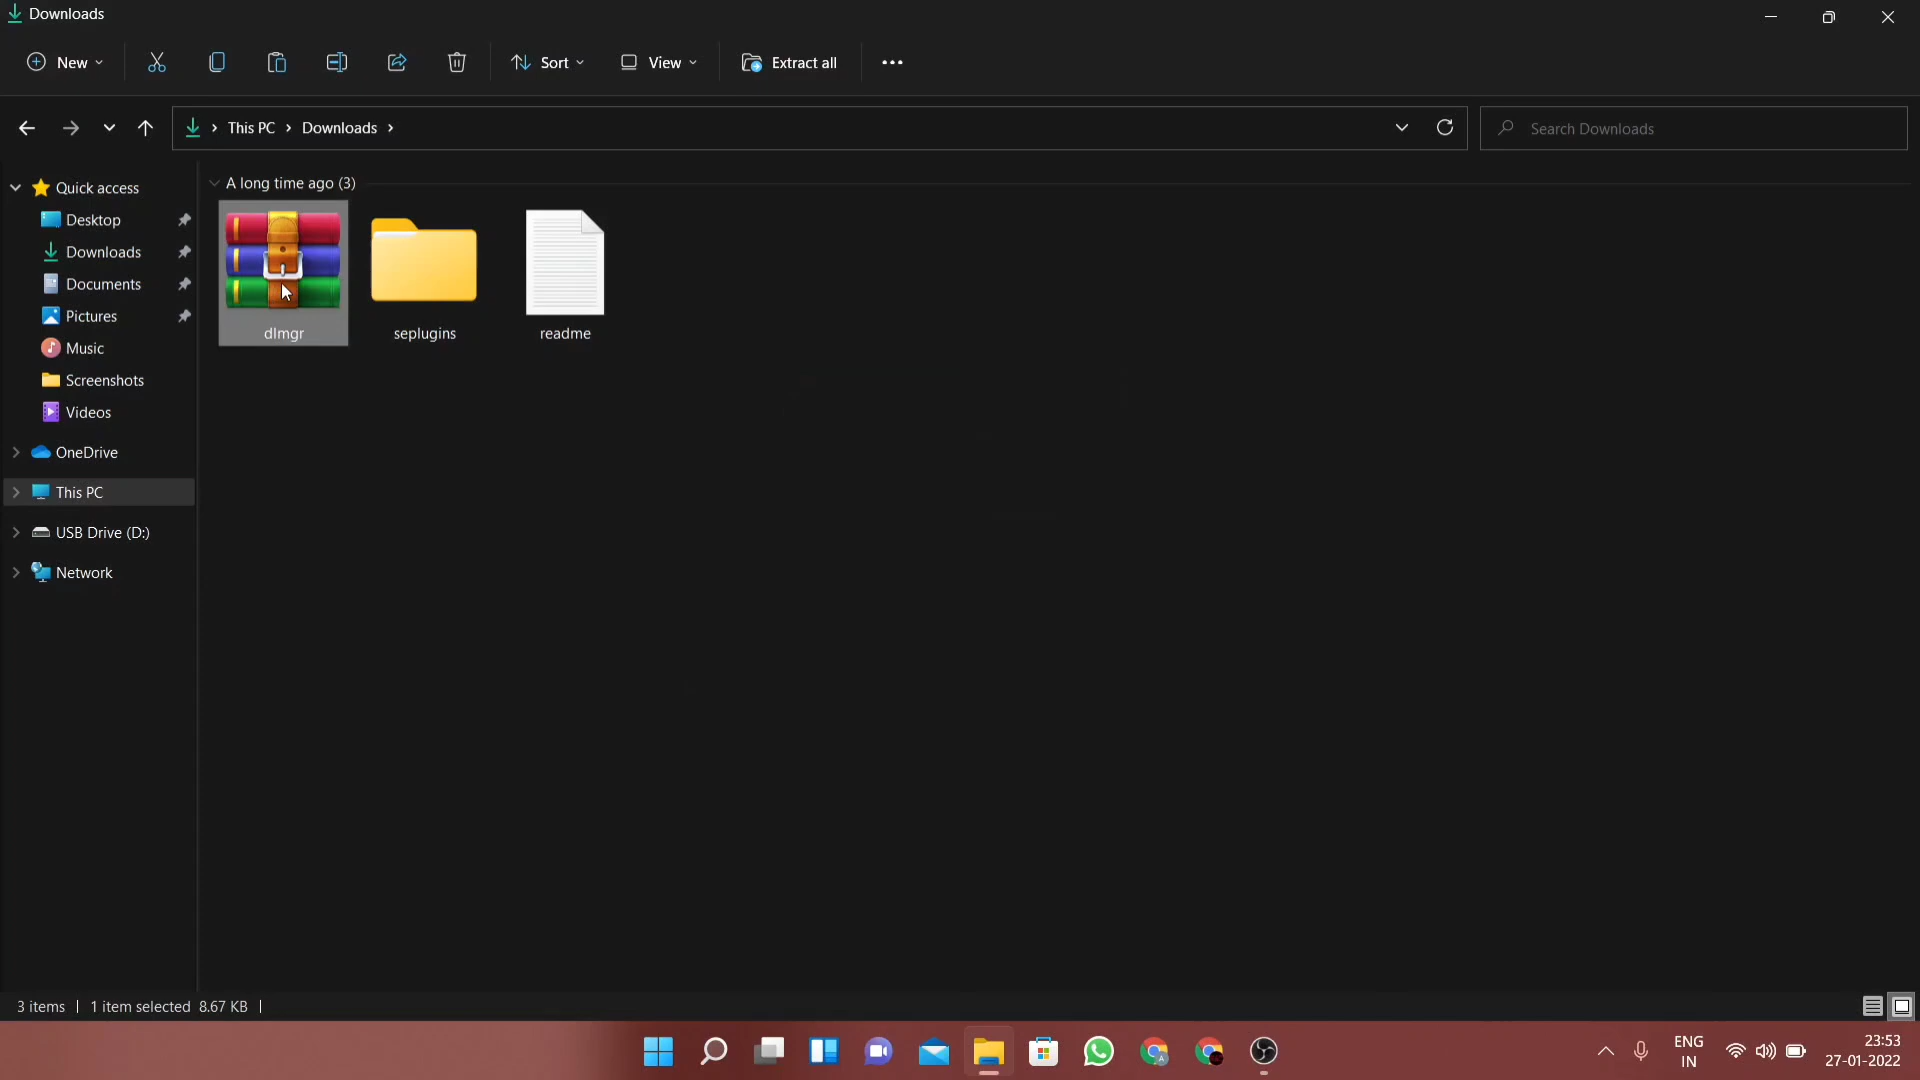 Downloads
New
Sort
View
Extract all
This PC
Downloads
Search Downloads
Quick access
Desktop
Downloads
Documents
Pictures
Music
Screenshots
Videos
OneDrive
This PC
USB Drive (D:)
Network
A long time ago (3)
dlmgr
seplugins
readme
3 items
1 item selected 8.67 KB
ENG
IN
23:53
27-01-2022